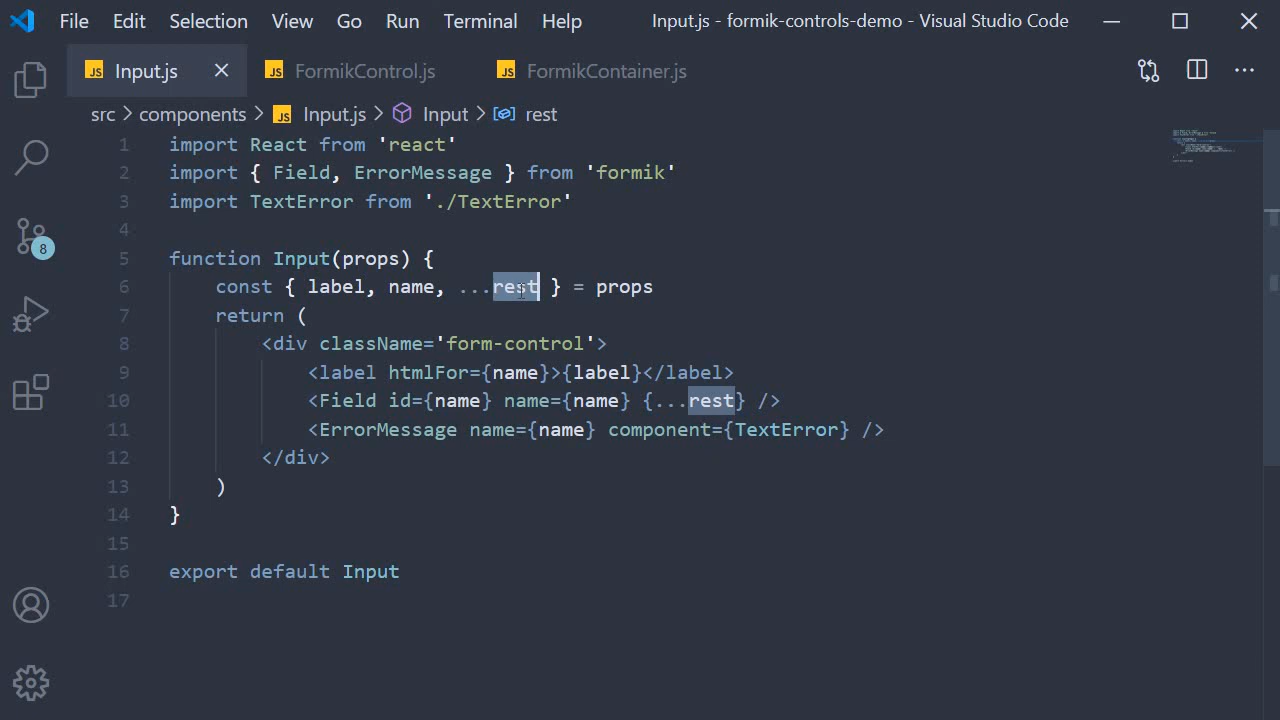 File Edit Selection View Go Run Terminal Help Input.js - formik-controls-demo - Visual Studio Code
JS Input.js JS FormikControl.js JS FormikContainer.js
src > components > JS Input.js > Input > rest
1 import React from 'react'
2 import { Field, ErrorMessage } from 'formik'
3 import TextError from './TextError'
4
5 function Input(props) {
6 const { label, name, ...rest } = props
7 return (
8 <div className='form-control'>
9 <label htmlFor={name}>{label}</label>
10 <Field id={name} name={name} {...rest} />
11 <ErrorMessage name={name} component={TextError} />
12 </div>
13 )
14 }
15
16 export default Input
17
8